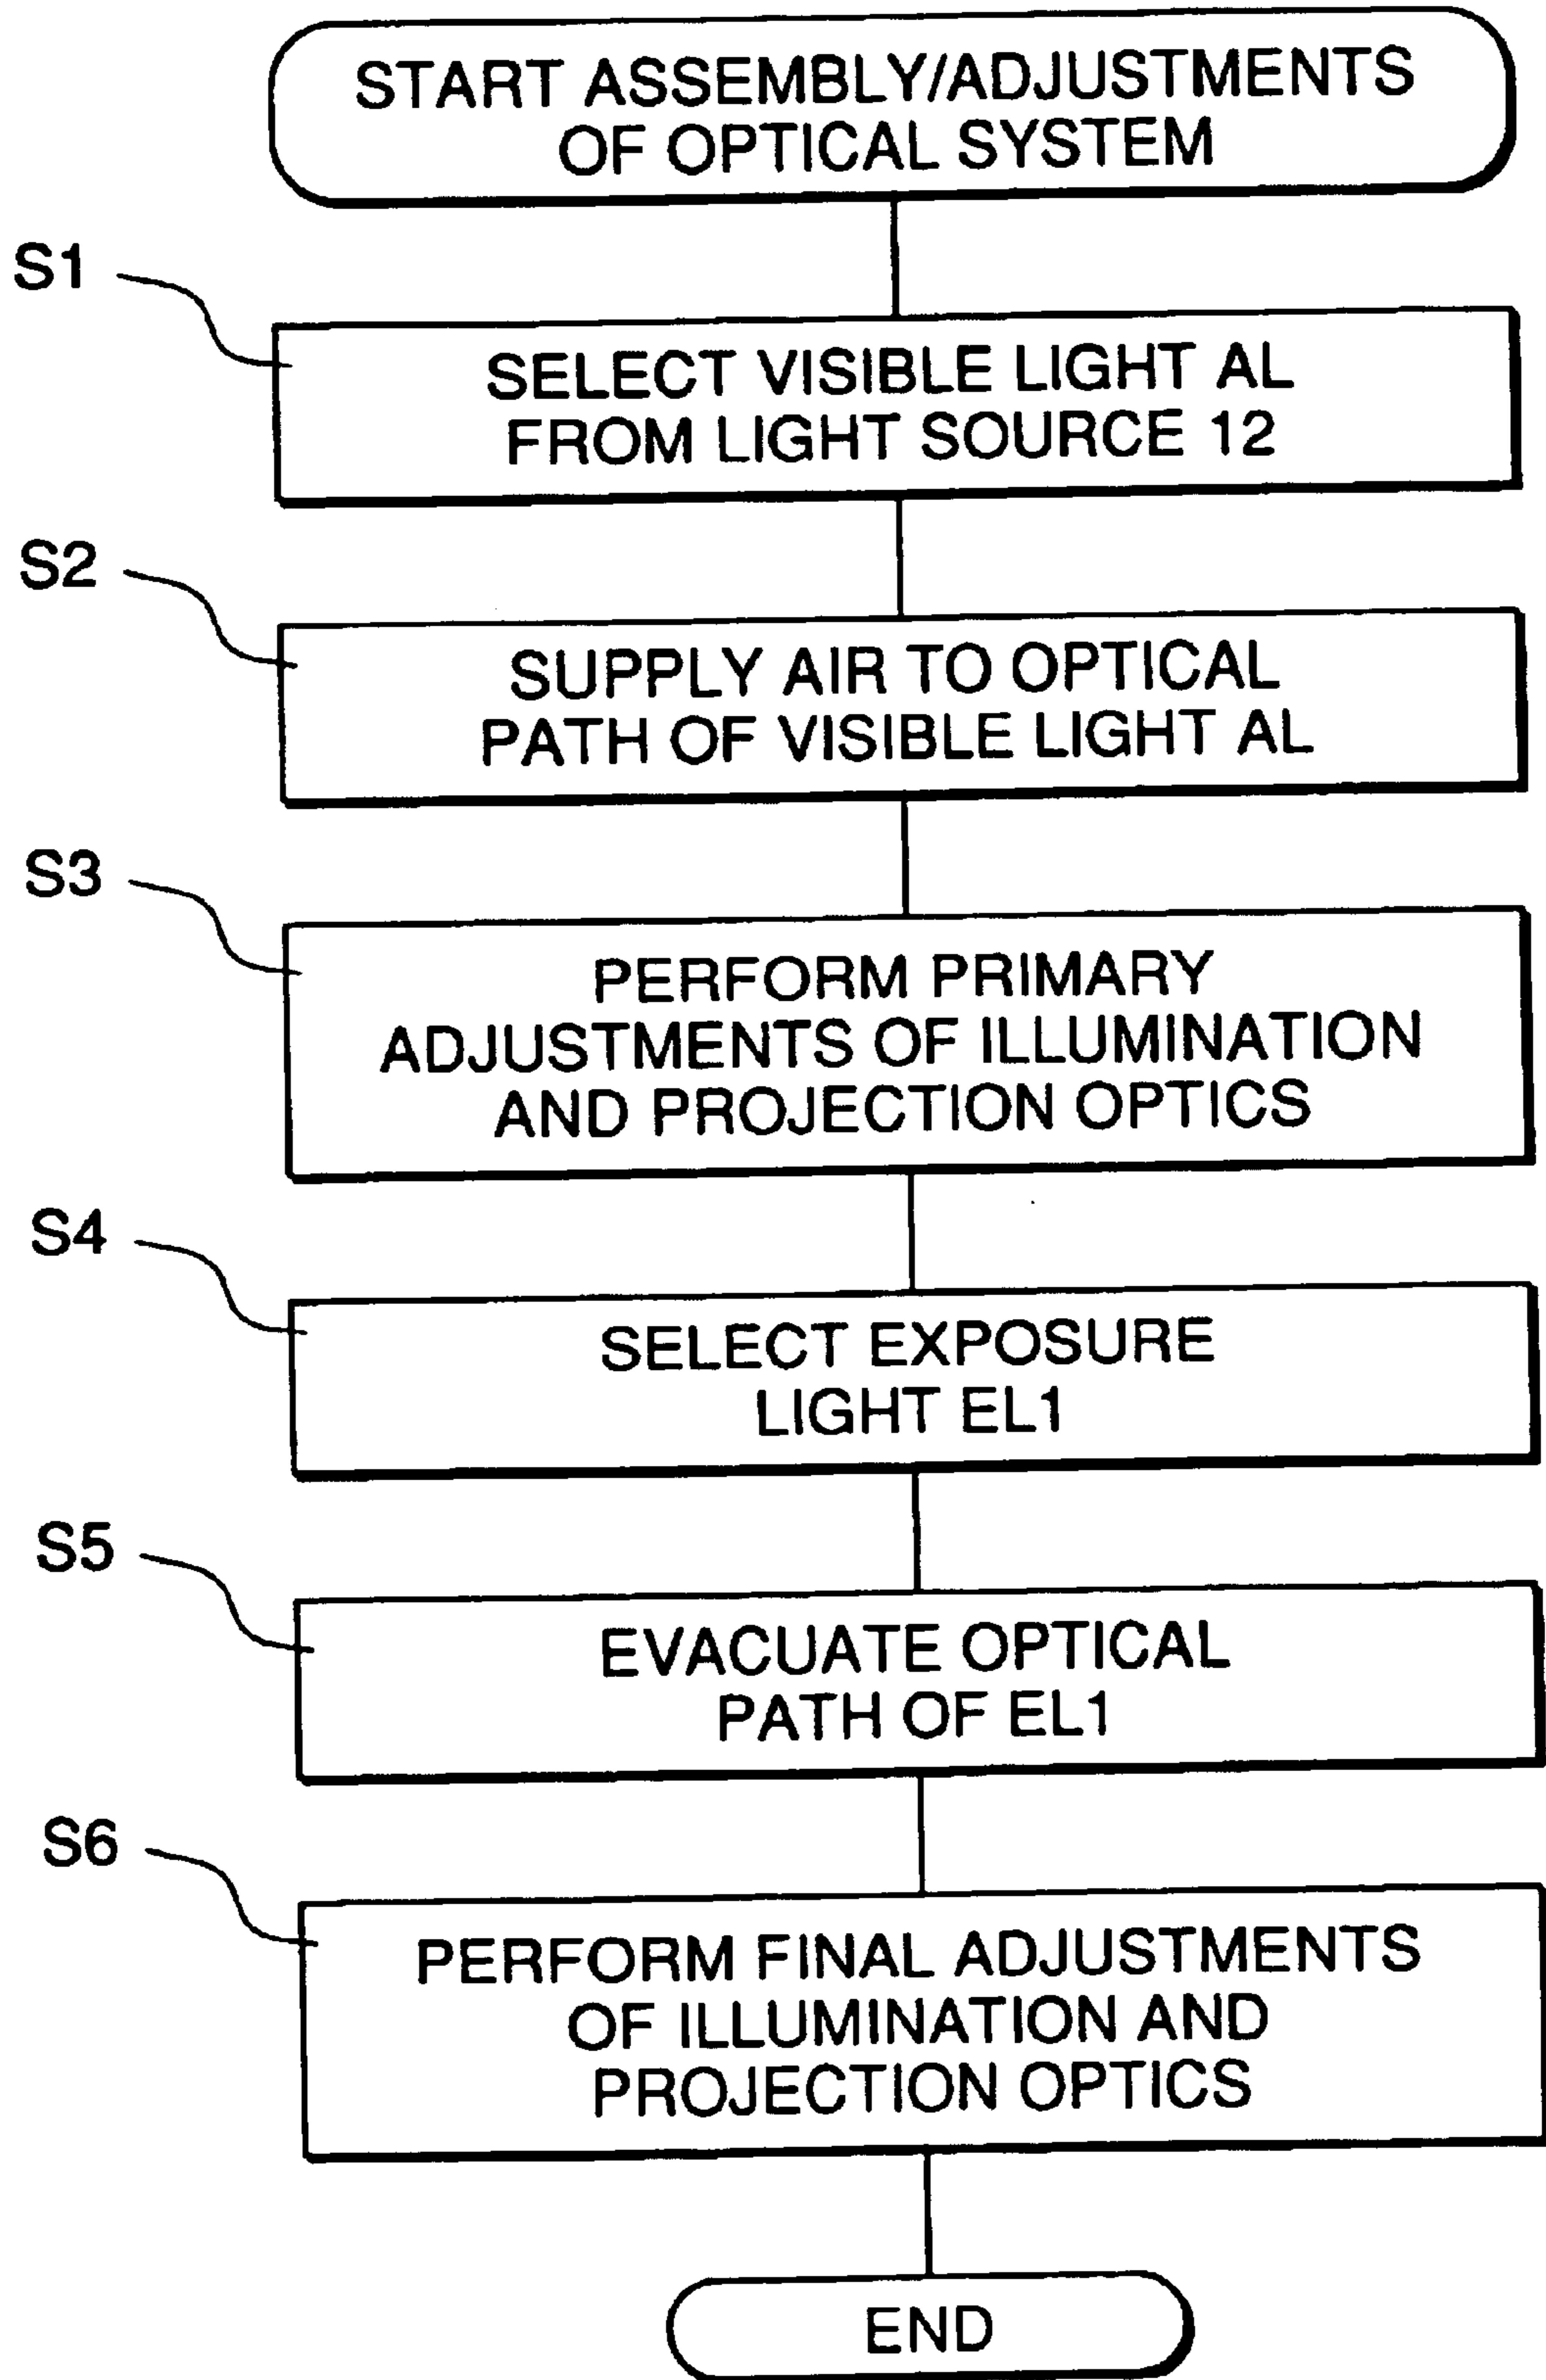 START ASSEMBLY/ADJUSTMENTS
OF OPTICAL SYSTEM
S1
SELECT VISIBLE LIGHT AL
FROM LIGHT SOURCE 12
S2
SUPPLY AIR TO OPTICAL
PATH OF VISIBLE LIGHT AL
S3
PERFORM PRIMARY
ADJUSTMENTS OF ILLUMINATION
AND PROJECTION OPTICS
S4
SELECT EXPOSURE
LIGHT EL1
S5
EVACUATE OPTICAL
PATH OF EL1
S6
PERFORM FINAL ADJUSTMENTS
OF ILLUMINATION AND
PROJECTION OPTICS
END